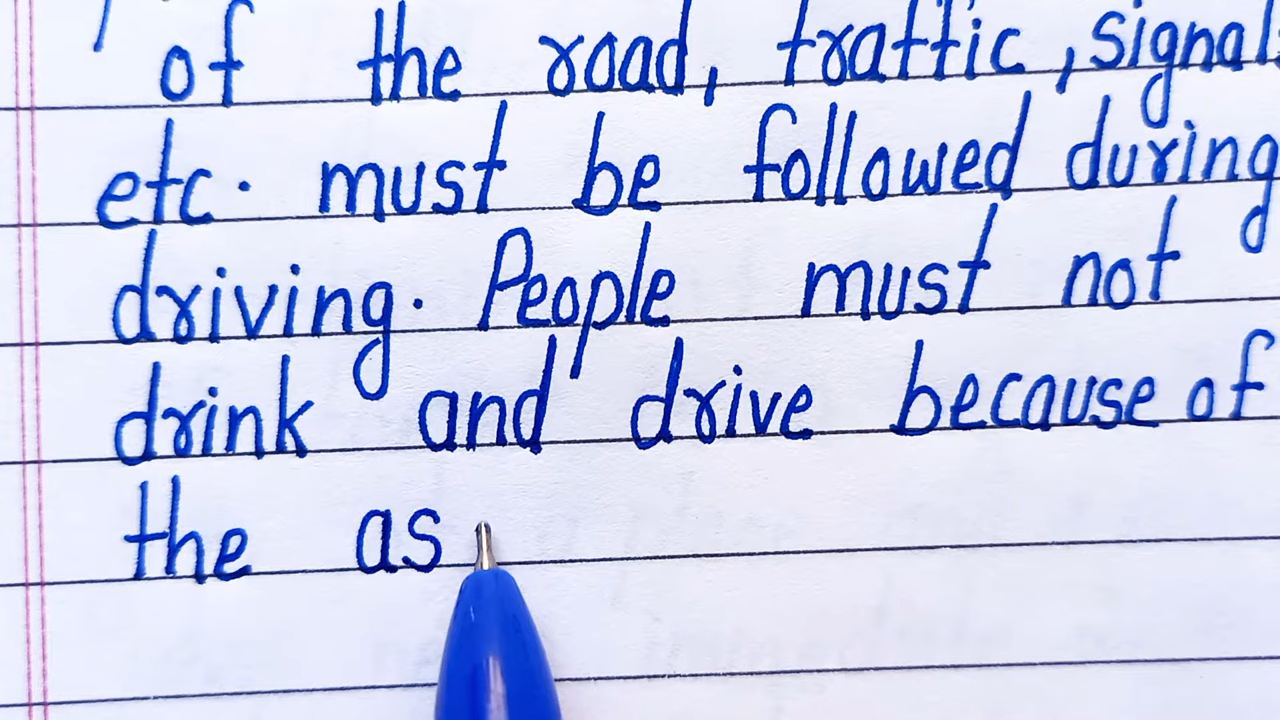 of the road, traffic, signal
etc. must be followed during
driving. People must not
drink and drive because of
the as